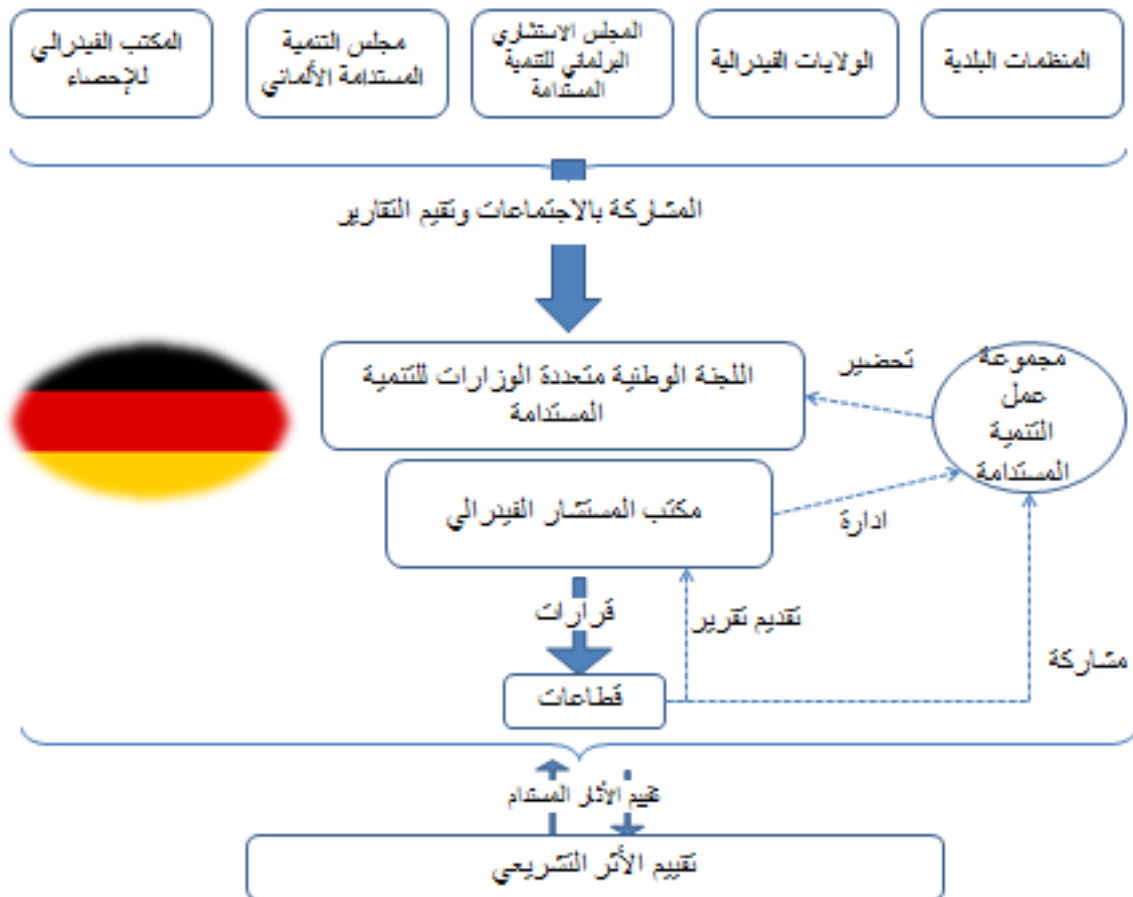 المنظمات البلدية
الولايات الفيدرالية
المجلس الاستشاري
البرلماني للتنمية
المستدامة
مجلس التنمية
المستدامة الألماني
المكتب الفيدرالي
للإحصاء
المشاركة بالاجتماعات وتقيم التقارير
اللجنة الوطنية متعددة الوزارات للتنمية
المستدامة
تحضير
مجموعة
عمل
التنمية
المستدامة
مكتب المستشار الفيدرالي
ادارة
قرارات
تقديم تقرير
مشاركة
قطاعات
تقييم الأثار المستدام
تقييم الأثر التشريعي